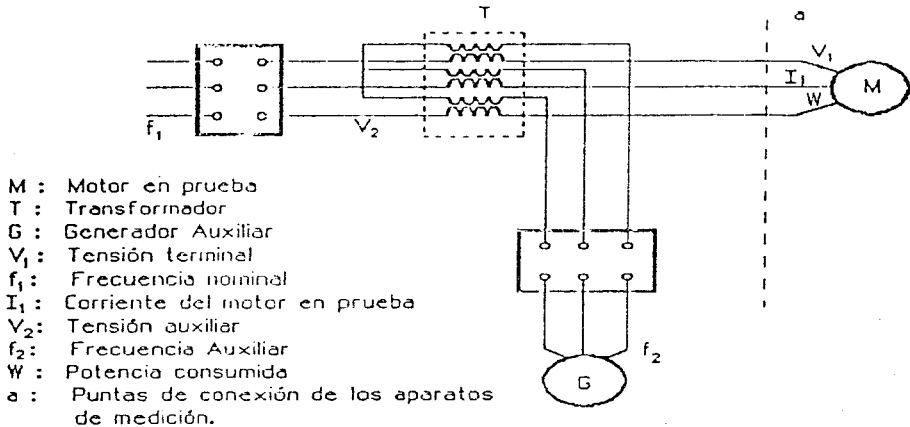 T
a
V₁
I₁
M
W
f₁
V₂
f₂
G
M : Motor en prueba
T : Transformador
G : Generador Auxiliar
V₁ : Tensión terminal
f₁ : Frecuencia nominal
I₁ : Corriente del motor en prueba
V₂: Tensión auxiliar
f₂: Frecuencia Auxiliar
W : Potencia consumida
a : Puntas de conexión de los aparatos
de medición.